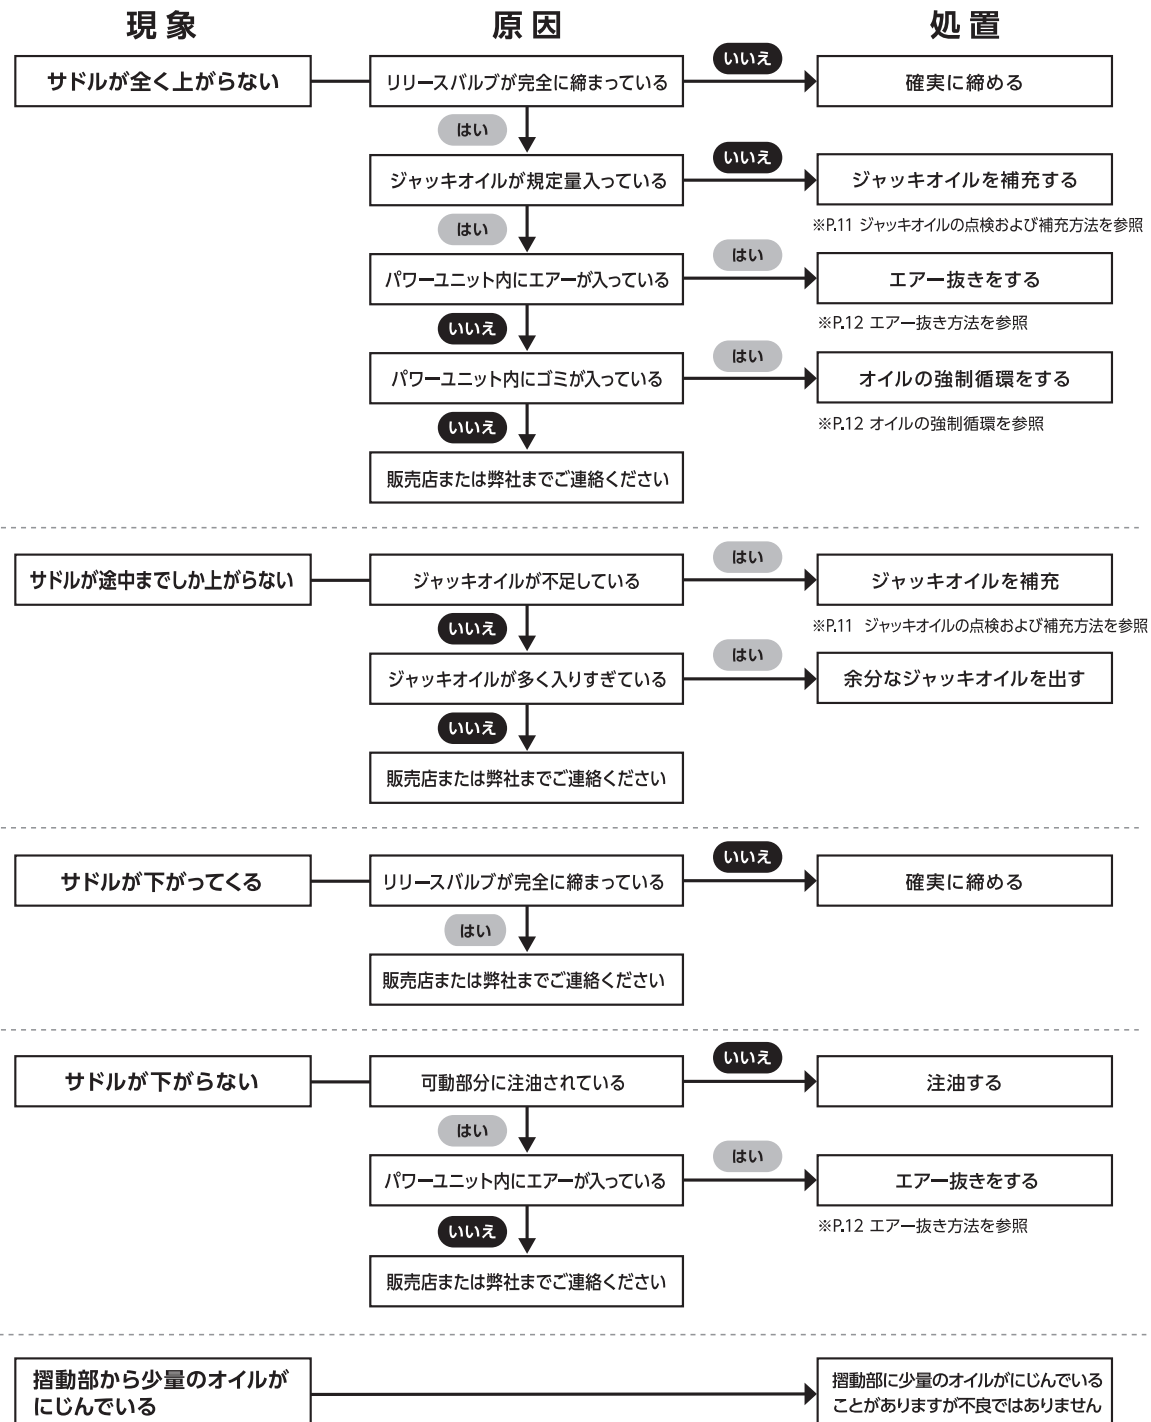 現象
原因
処置
サドルが全く上がらない
リリースバルブが完全に締まっている
いいえ
確実に締める
はい
ジャッキオイルが規定量入っている
いいえ
ジャッキオイルを補充する
※P.11 ジャッキオイルの点検および補充方法を参照
はい
パワーユニット内にエアーが入っている
はい
エアー抜きをする
※P.12 エアー抜き方法を参照
いいえ
パワーユニット内にゴミが入っている
はい
オイルの強制循環をする
※P.12 オイルの強制循環を参照
いいえ
販売店または弊社までご連絡ください
サドルが途中までしか上がらない
ジャッキオイルが不足している
はい
ジャッキオイルを補充
※P.11 ジャッキオイルの点検および補充方法を参照
いいえ
ジャッキオイルが多く入りすぎている
はい
余分なジャッキオイルを出す
いいえ
販売店または弊社までご連絡ください
サドルが下がってくる
リリースバルブが完全に締まっている
いいえ
確実に締める
はい
販売店または弊社までご連絡ください
サドルが下がらない
可動部分に注油されている
いいえ
注油する
はい
パワーユニット内にエアーが入っている
はい
エアー抜きをする
※P.12 エアー抜き方法を参照
いいえ
販売店または弊社までご連絡ください
摺動部から少量のオイルが
にじんでいる
摺動部に少量のオイルがにじんでいる
ことがありますが不良ではありません